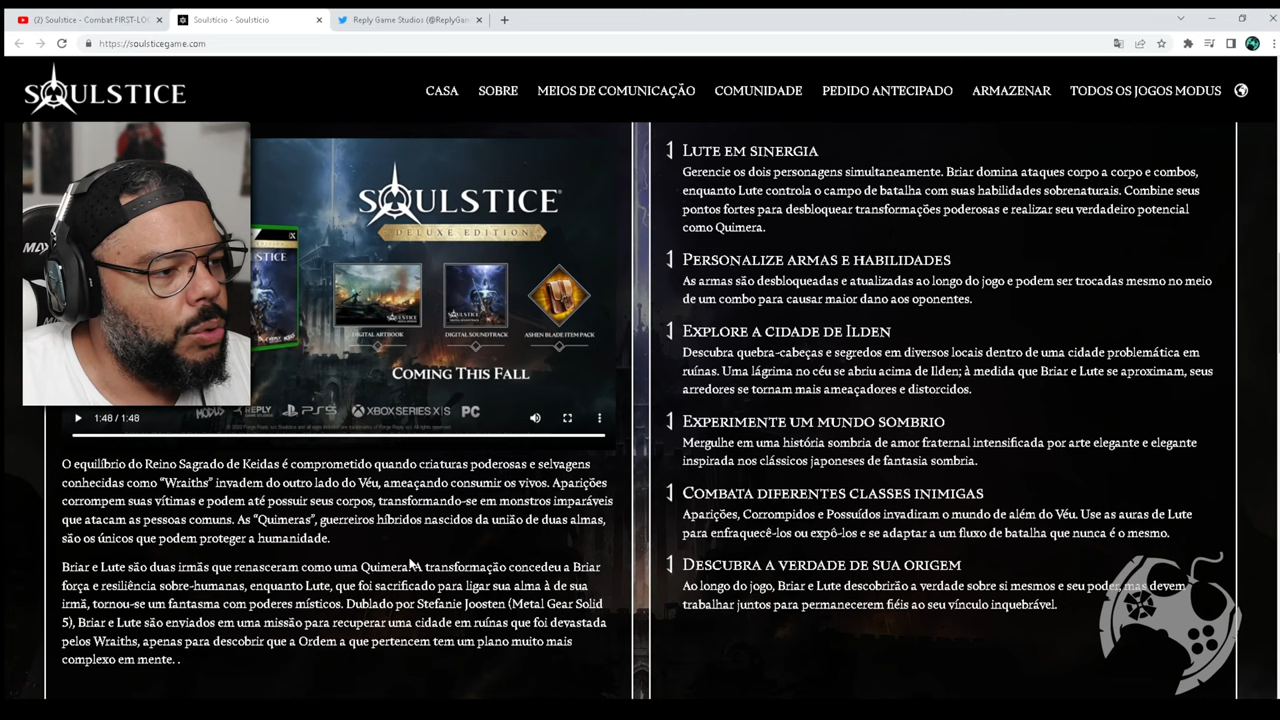 (2) Soulstice - Combat FIRST-LOO
Soulstício - Soulstício
Reply Game Studios (@ReplyGam
https://soulsticegame.com
SOULSTICE
CASA
SOBRE
MEIOS DE COMUNICAÇÃO
COMUNIDADE
PEDIDO ANTECIPADO
ARMAZENAR
TODOS OS JOGOS MODUS
SOULSTICE
DELUXE EDITION
DIGITAL ARTBOOK
DIGITAL SOUNDTRACK
ASHEN BLADE ITEM PACK
COMING THIS FALL
1:48 / 1:48
MODUS
REPLY
GAME STUDIOS
PS5
XBOX SERIES X|S
PC
O equilíbrio do Reino Sagrado de Keidas é comprometido quando criaturas poderosas e selvagens
conhecidas como “Wraiths” invadem do outro lado do Véu, ameaçando consumir os vivos. Aparições
corrompem suas vítimas e podem até possuir seus corpos, transformando-se em monstros imparáveis
que atacam as pessoas comuns. As “Quimeras”, guerreiros híbridos nascidos da união de duas almas,
são os únicos que podem proteger a humanidade.
Briar e Lute são duas irmãs que renasceram como uma Quimera. A transformação concedeu a Briar
força e resiliência sobre-humanas, enquanto Lute, que foi sacrificado para ligar sua alma à de sua
irmã, tornou-se um fantasma com poderes místicos. Dublado por Stefanie Joosten (Metal Gear Solid
5), Briar e Lute são enviados em uma missão para recuperar uma cidade em ruínas que foi devastada
pelos Wraiths, apenas para descobrir que a Ordem a que pertencem tem um plano muito mais
complexo em mente. .
Lute em sinergia
Gerencie os dois personagens simultaneamente. Briar domina ataques corpo a corpo e combos,
enquanto Lute controla o campo de batalha com suas habilidades sobrenaturais. Combine seus
pontos fortes para desbloquear transformações poderosas e realizar seu verdadeiro potencial
como Quimera.
Personalize armas e habilidades
As armas são desbloqueadas e atualizadas ao longo do jogo e podem ser trocadas mesmo no meio
de um combo para causar maior dano aos oponentes.
Explore a cidade de Ilden
Descubra quebra-cabeças e segredos em diversos locais dentro de uma cidade problemática em
ruínas. Uma lágrima no céu se abriu acima de Ilden; à medida que Briar e Lute se aproximam, seus
arredores se tornam mais ameaçadores e distorcidos.
Experimente um mundo sombrio
Mergulhe em uma história sombria de amor fraternal intensificada por arte elegante e elegante
inspirada nos clássicos japoneses de fantasia sombria.
Combata diferentes classes inimigas
Aparições, Corrompidos e Possuídos invadiram o mundo de além do Véu. Use as auras de Lute
para enfraquecê-los ou expô-los e se adaptar a um fluxo de batalha que nunca é o mesmo.
Descubra a verdade de sua origem
Ao longo do jogo, Briar e Lute descobrirão a verdade sobre si mesmos e seu poder, mas devem
trabalhar juntos para permanecerem fiéis ao seu vínculo inquebrável.